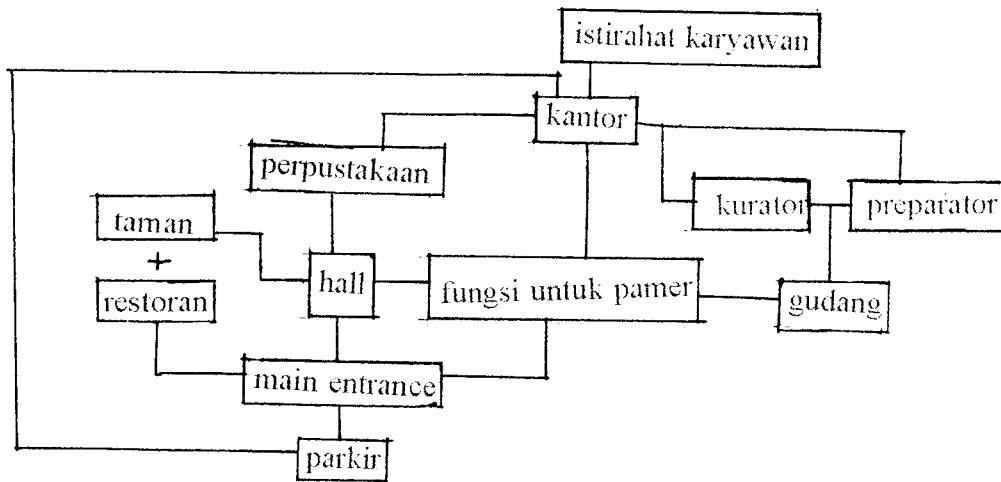 istirahat karyawan
kantor
perpustakaan
kurator
preparator
taman
+
hall
fungsi untuk pamer
restoran
gudang
main entrance
parkir